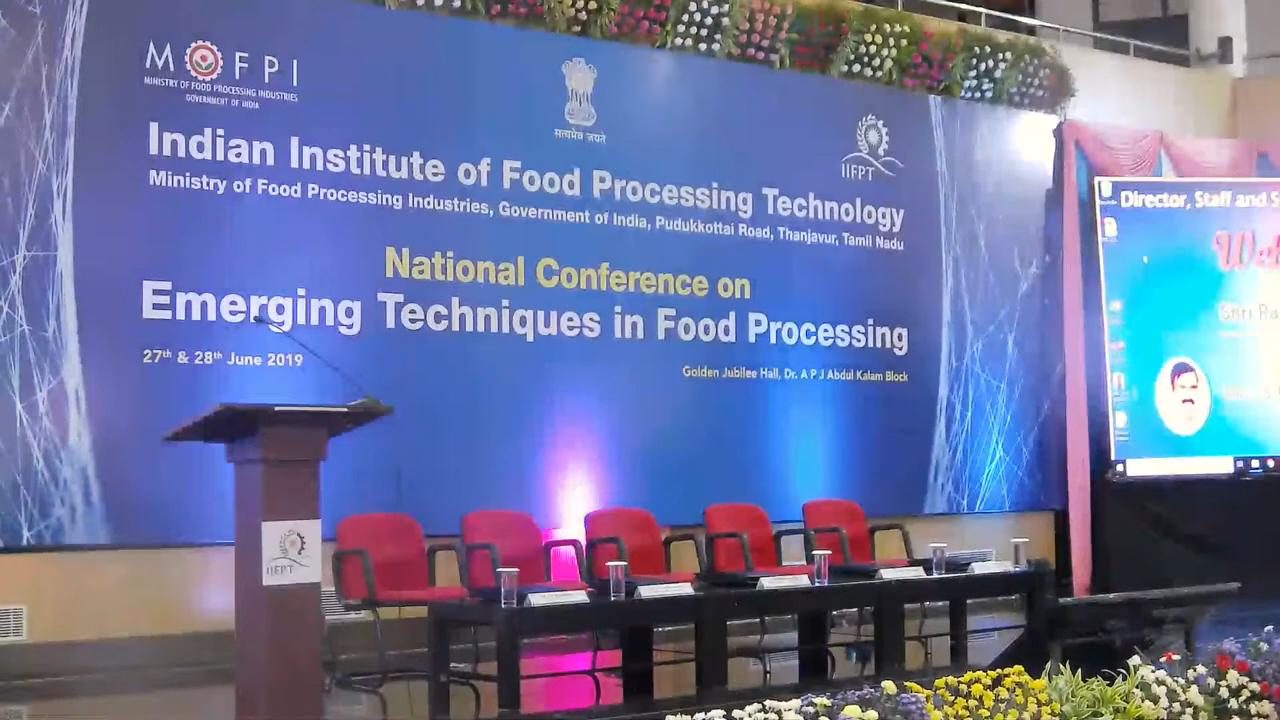 MOFPI
MINISTRY OF FOOD PROCESSING INDUSTRIES
GOVERNMENT OF INDIA
सत्यमेव जयते
IIFPT
Indian Institute of Food Processing Technology
Ministry of Food Processing Industries, Government of India, Pudukkottai Road, Thanjavur, Tamil Nadu
National Conference on
Emerging Techniques in Food Processing
27th & 28th June 2019
Golden Jubilee Hall, Dr. A P J Abdul Kalam Block
Director, Staff and S
Shri Ra
IIFPT